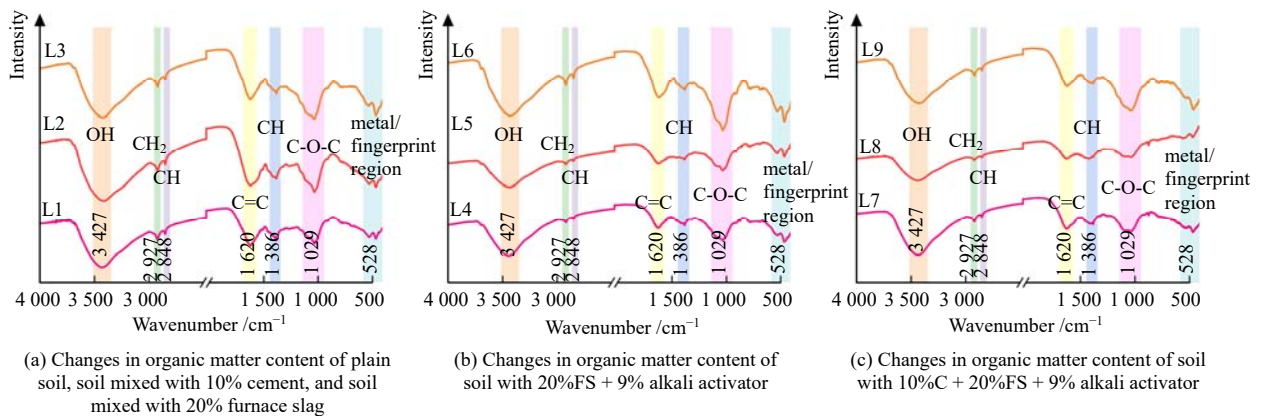 Intensity
L3
L2
L1
OH
CH₂
CH
CH
C=C
C-O-C
metal/
fingerprint
region
3 427
2 927
2 848
1 620
1 386
1 029
528
4 000 3 500 3 000 1 500 1 000 500
Wavenumber /cm⁻¹
(a) Changes in organic matter content of plain
soil, soil mixed with 10% cement, and soil
mixed with 20% furnace slag
Intensity
L6
L5
L4
OH
CH₂
CH
CH
C=C
C-O-C
metal/
fingerprint
region
3 427
2 927
2 848
1 620
1 386
1 029
528
4 000 3 500 3 000 1 500 1 000 500
Wavenumber /cm⁻¹
(b) Changes in organic matter content of
soil with 20%FS + 9% alkali activator
Intensity
L9
L8
L7
OH
CH₂
CH
CH
C=C
C-O-C
metal/
fingerprint
region
3 427
2 927
2 848
1 620
1 386
1 029
528
4 000 3 500 3 000 1 500 1 000 500
Wavenumber /cm⁻¹
(c) Changes in organic matter content of soil
with 10%C + 20%FS + 9% alkali activator